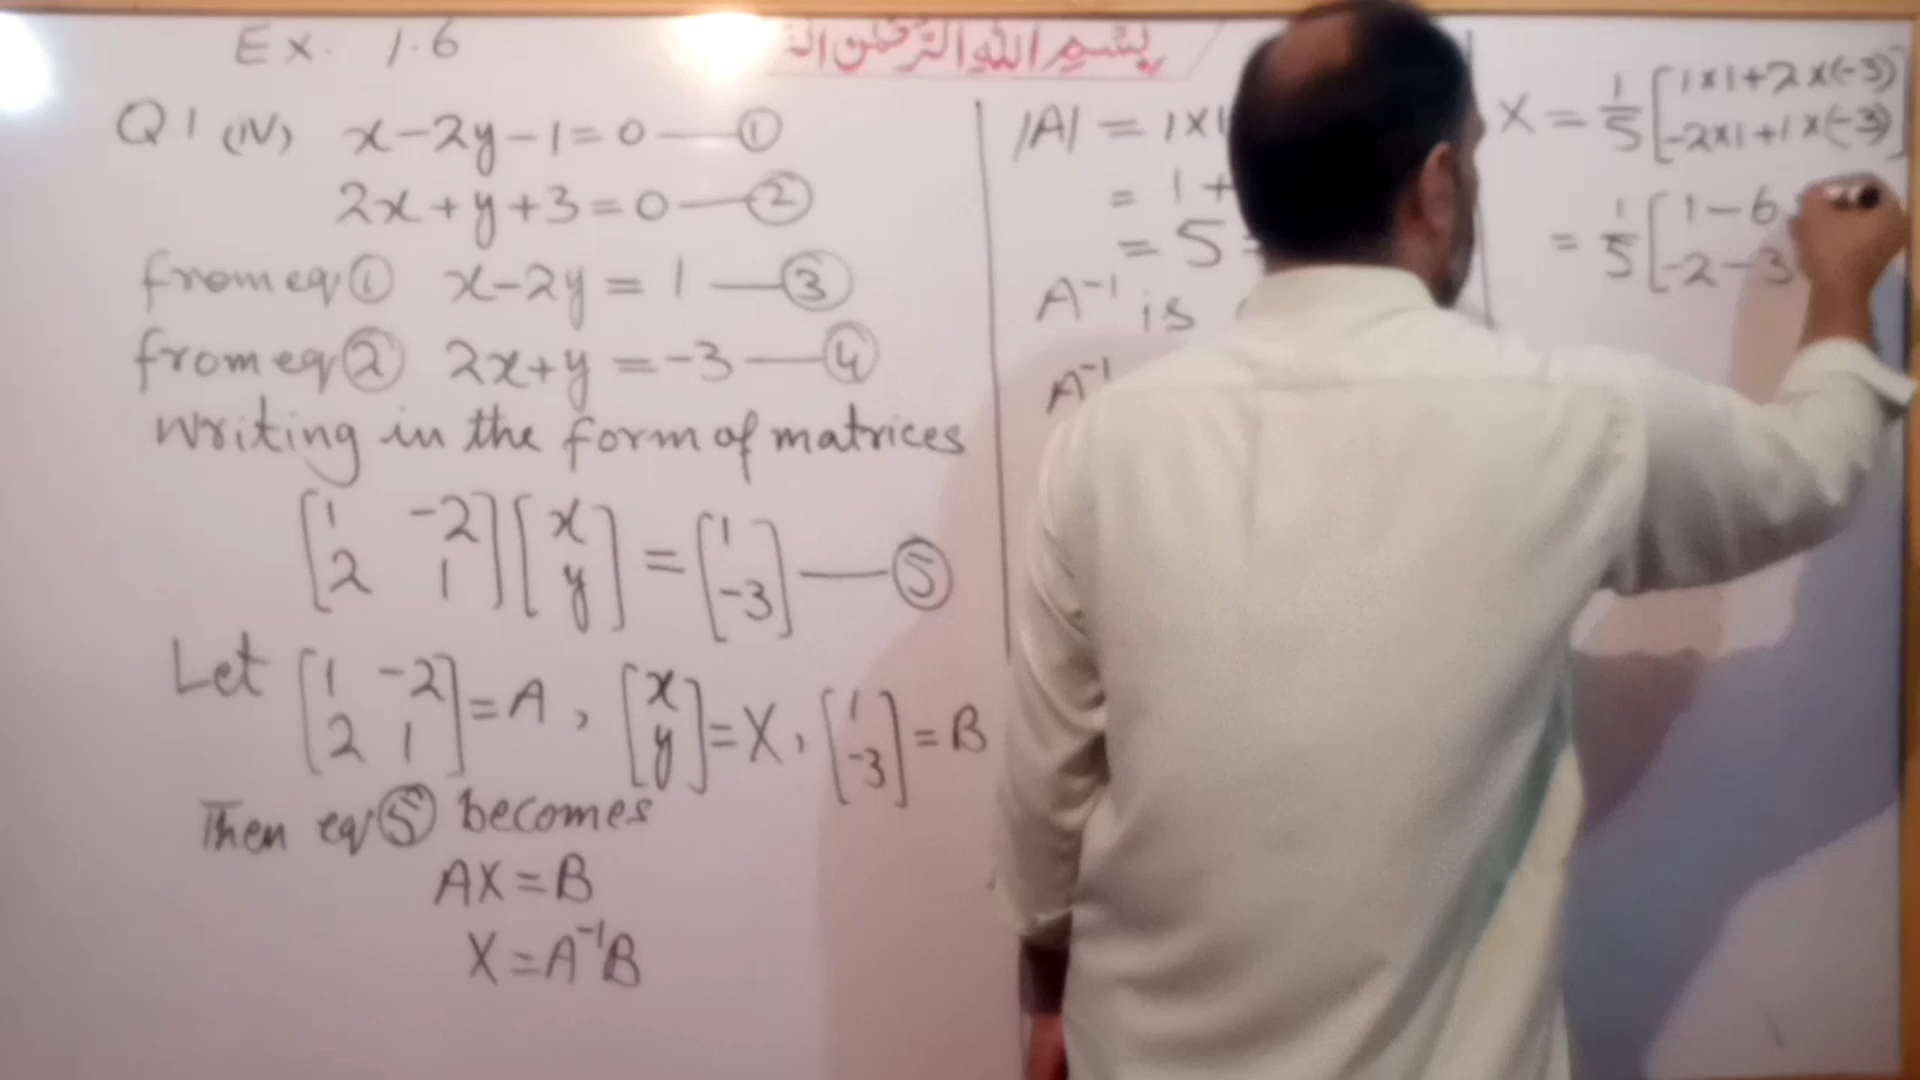 Ex. 1.6
بسم الله الرحمن
Q1 (iv) x-2y-1=0—①
2x+y+3=0—②
from eq① x-2y=1—③
from eq② 2x+y=-3—④
writing in the form of matrices
[1 -2] [x] = [1] —⑤
[2 1] [y] [-3]
Let [1 -2] =A, [x] =X, [1] =B
[2 1] [y] [-3]
Then eq⑤ becomes
AX=B
X=A⁻¹B
|A| = 1×1
= 1+
= 5
A⁻¹ is
A⁻¹
X = 1/5 [1×1+2×(-3)]
[-2×1+1×(-3)]
= 1/5 [1-6
[-2-3